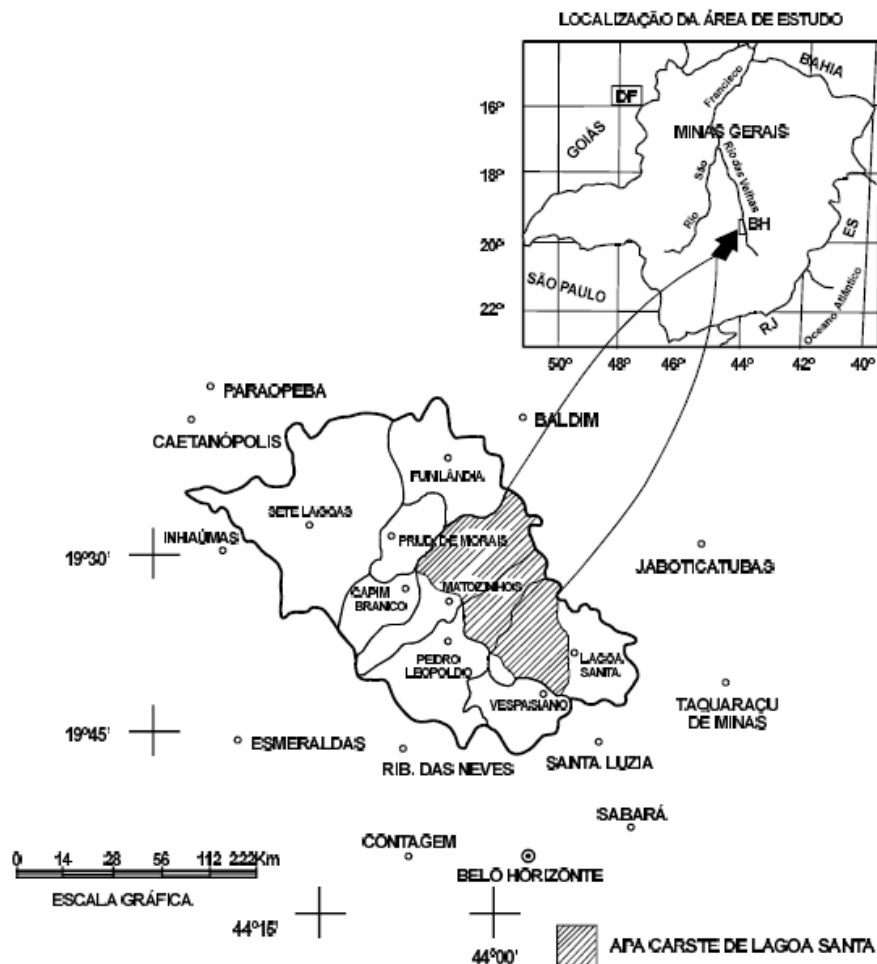 LOCALIZAÇÃO DA ÁREA DE ESTUDO
BAHIA
DF
16º
GOIÁS
Francisco
MINAS GERAIS
São
Rio das Velhas
18º
Rio
BH
ES
20º
SÃO PAULO
Oceano Atlântico
22º
RJ
50º 48º 46º 44º 42º 40º
PARAOPEBA
CAETANÓPOLIS
BALDIM
FUNILÂNDIA
SETE LAGOAS
INHAÚMAS
PRUD. DE MORAIS
19º30'
JABOTICATUBAS
CAPIM
BRANCO
MATOZINHOS
PEDRO
LEOPOLDO
LAGOA
SANTA
VESPASIANO
TAQUARAÇU
DE MINAS
19º45'
ESMERALDAS
RIB. DAS NEVES
SANTA LUZIA
SABARÁ
CONTAGEM
BELO HORIZONTE
0 14 28 56 112 222Km
ESCALA GRÁFICA
44º15'
44º00'
APA CARSTE DE LAGOA SANTA